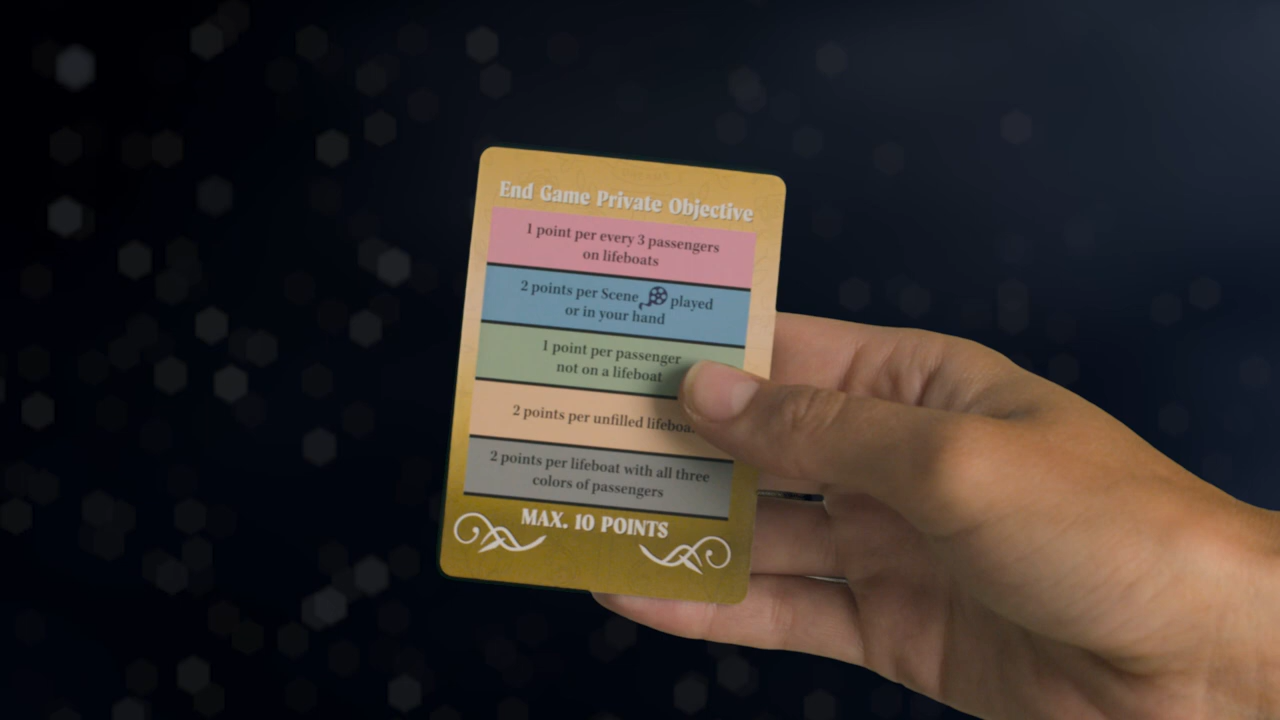 End Game Private Objective
1 point per every 3 passengers
on lifeboats
2 points per Scene played
or in your hand
1 point per passenger
not on a lifeboat
2 points per unfilled
2 points per lifeboat with all three
colors of passengers
MAX. 10 POINTS